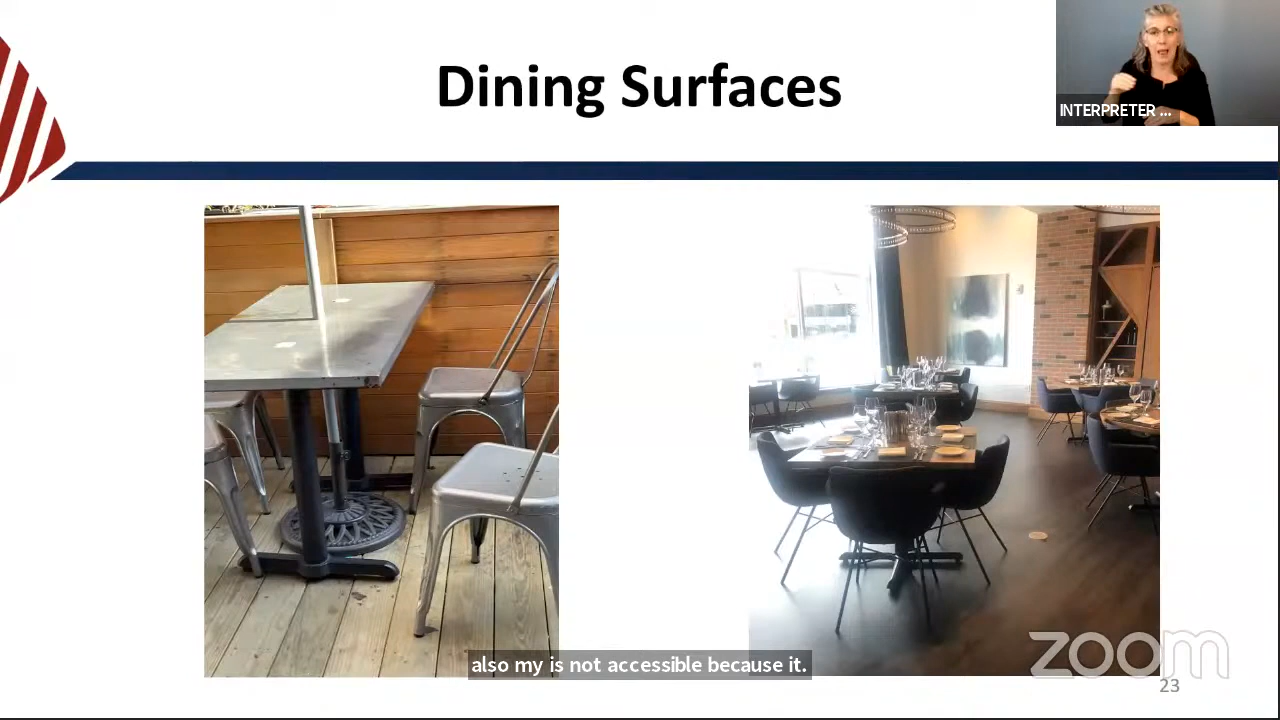 Dining Surfaces
INTERPRETER ...
also my is not accessible because it.
zoom
23